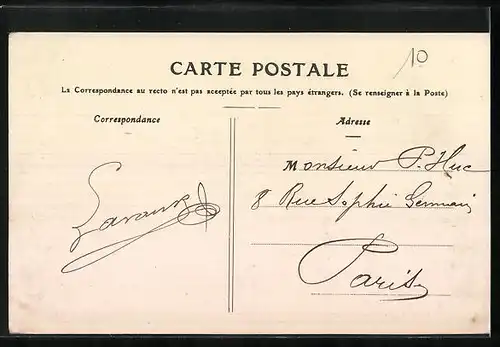 10
CARTE POSTALE
La Correspondance au recto n'est pas acceptée par tous les pays étrangers. (Se renseigner à la Poste)
Correspondance
Adresse
Monsieur P. Huc
8 Rue Sophie Germain
Paris